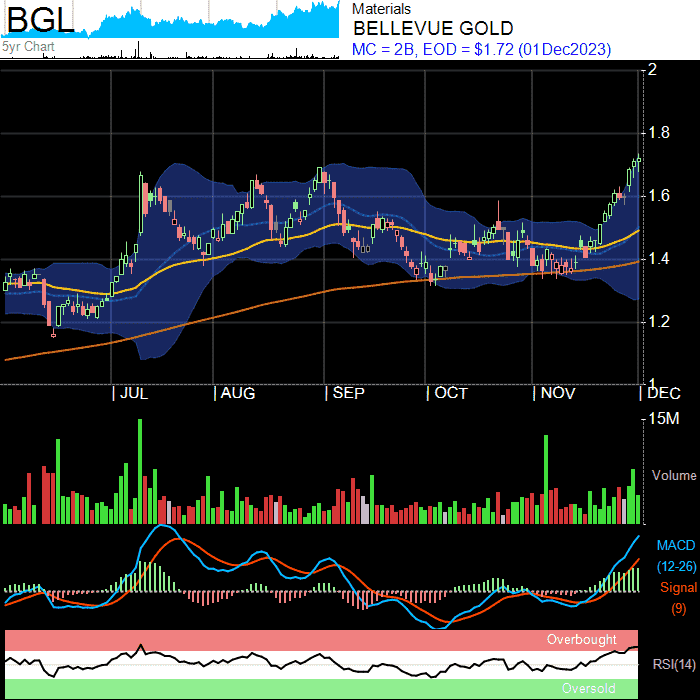 BGL
5yr Chart
Materials
BELLEVUE GOLD
MC = 2B, EOD = $1.72 (01Dec2023)
2
1.8
1.6
1.4
1.2
1
JUL AUG SEP OCT NOV DEC
15M
Volume
MACD
(12-26)
Signal
(9)
Overbought
RSI(14)
Oversold